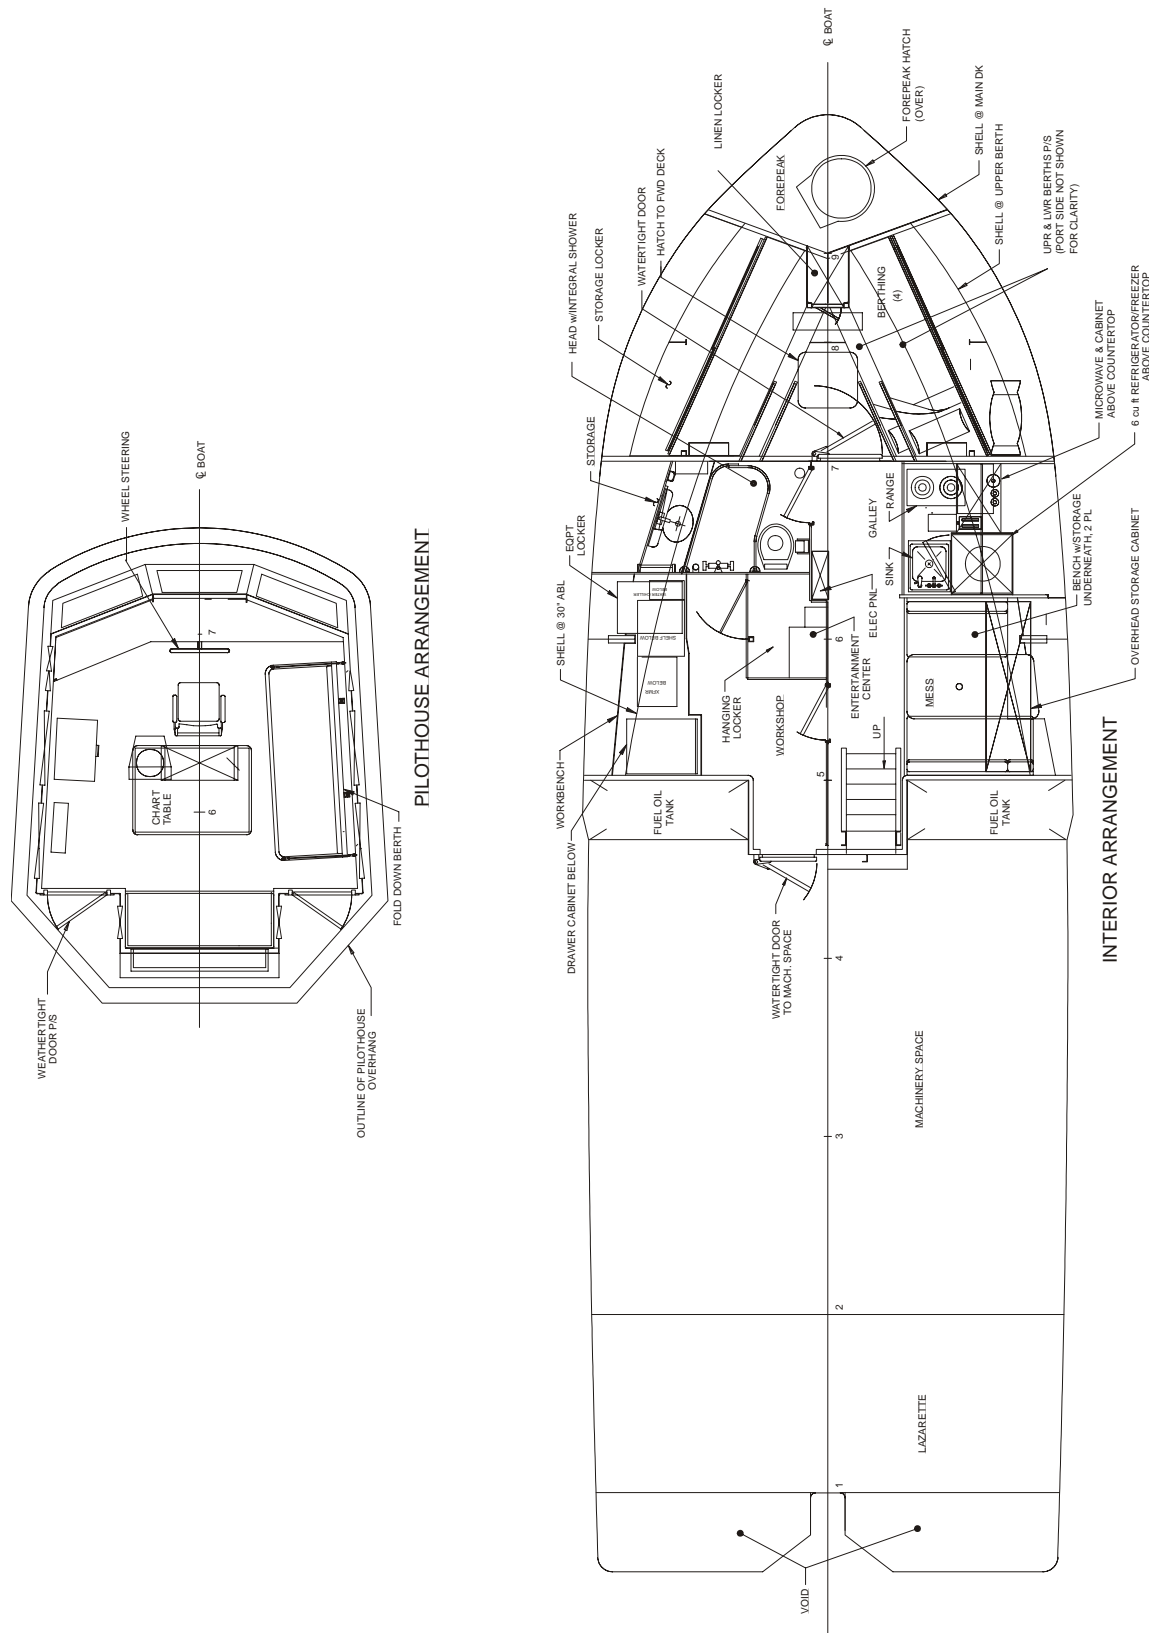 WHEEL STEERING
℄ BOAT
7
CHART
TABLE
6
FOLD DOWN BERTH
WEATHERTIGHT
DOOR P/S
OUTLINE OF PILOTHOUSE
OVERHANG
PILOTHOUSE ARRANGEMENT
℄ BOAT
FOREPEAK HATCH
(OVER)
LINEN LOCKER
FOREPEAK
SHELL @ MAIN DK
SHELL @ UPPER BERTH
UPR & LWR BERTHS P/S
(PORT SIDE NOT SHOWN
FOR CLARITY)
HATCH TO FWD DECK
WATERTIGHT DOOR
STORAGE LOCKER
HEAD w/INTEGRAL SHOWER
STORAGE
EQPT
LOCKER
SHELL @ 30" ABL
WORKBENCH
DRAWER CABINET BELOW
9
BERTHING
(4)
8
7
MICROWAVE & CABINET
ABOVE COUNTERTOP
6 cu ft REFRIGERATOR/FREEZER
ABOVE COUNTERTOP
BENCH w/STORAGE
UNDERNEATH, 2 PL
OVERHEAD STORAGE CABINET
GALLEY
RANGE
SINK
ELEC PNL
6
ENTERTAINMENT
CENTER
MESS
UP
SHELF BELOW
XFMR
BELOW
HANGING
LOCKER
WORKSHOP
5
FUEL OIL
TANK
FUEL OIL
TANK
WATERTIGHT DOOR
TO MACH. SPACE
4
MACHINERY SPACE
3
2
LAZARETTE
1
VOID
INTERIOR ARRANGEMENT